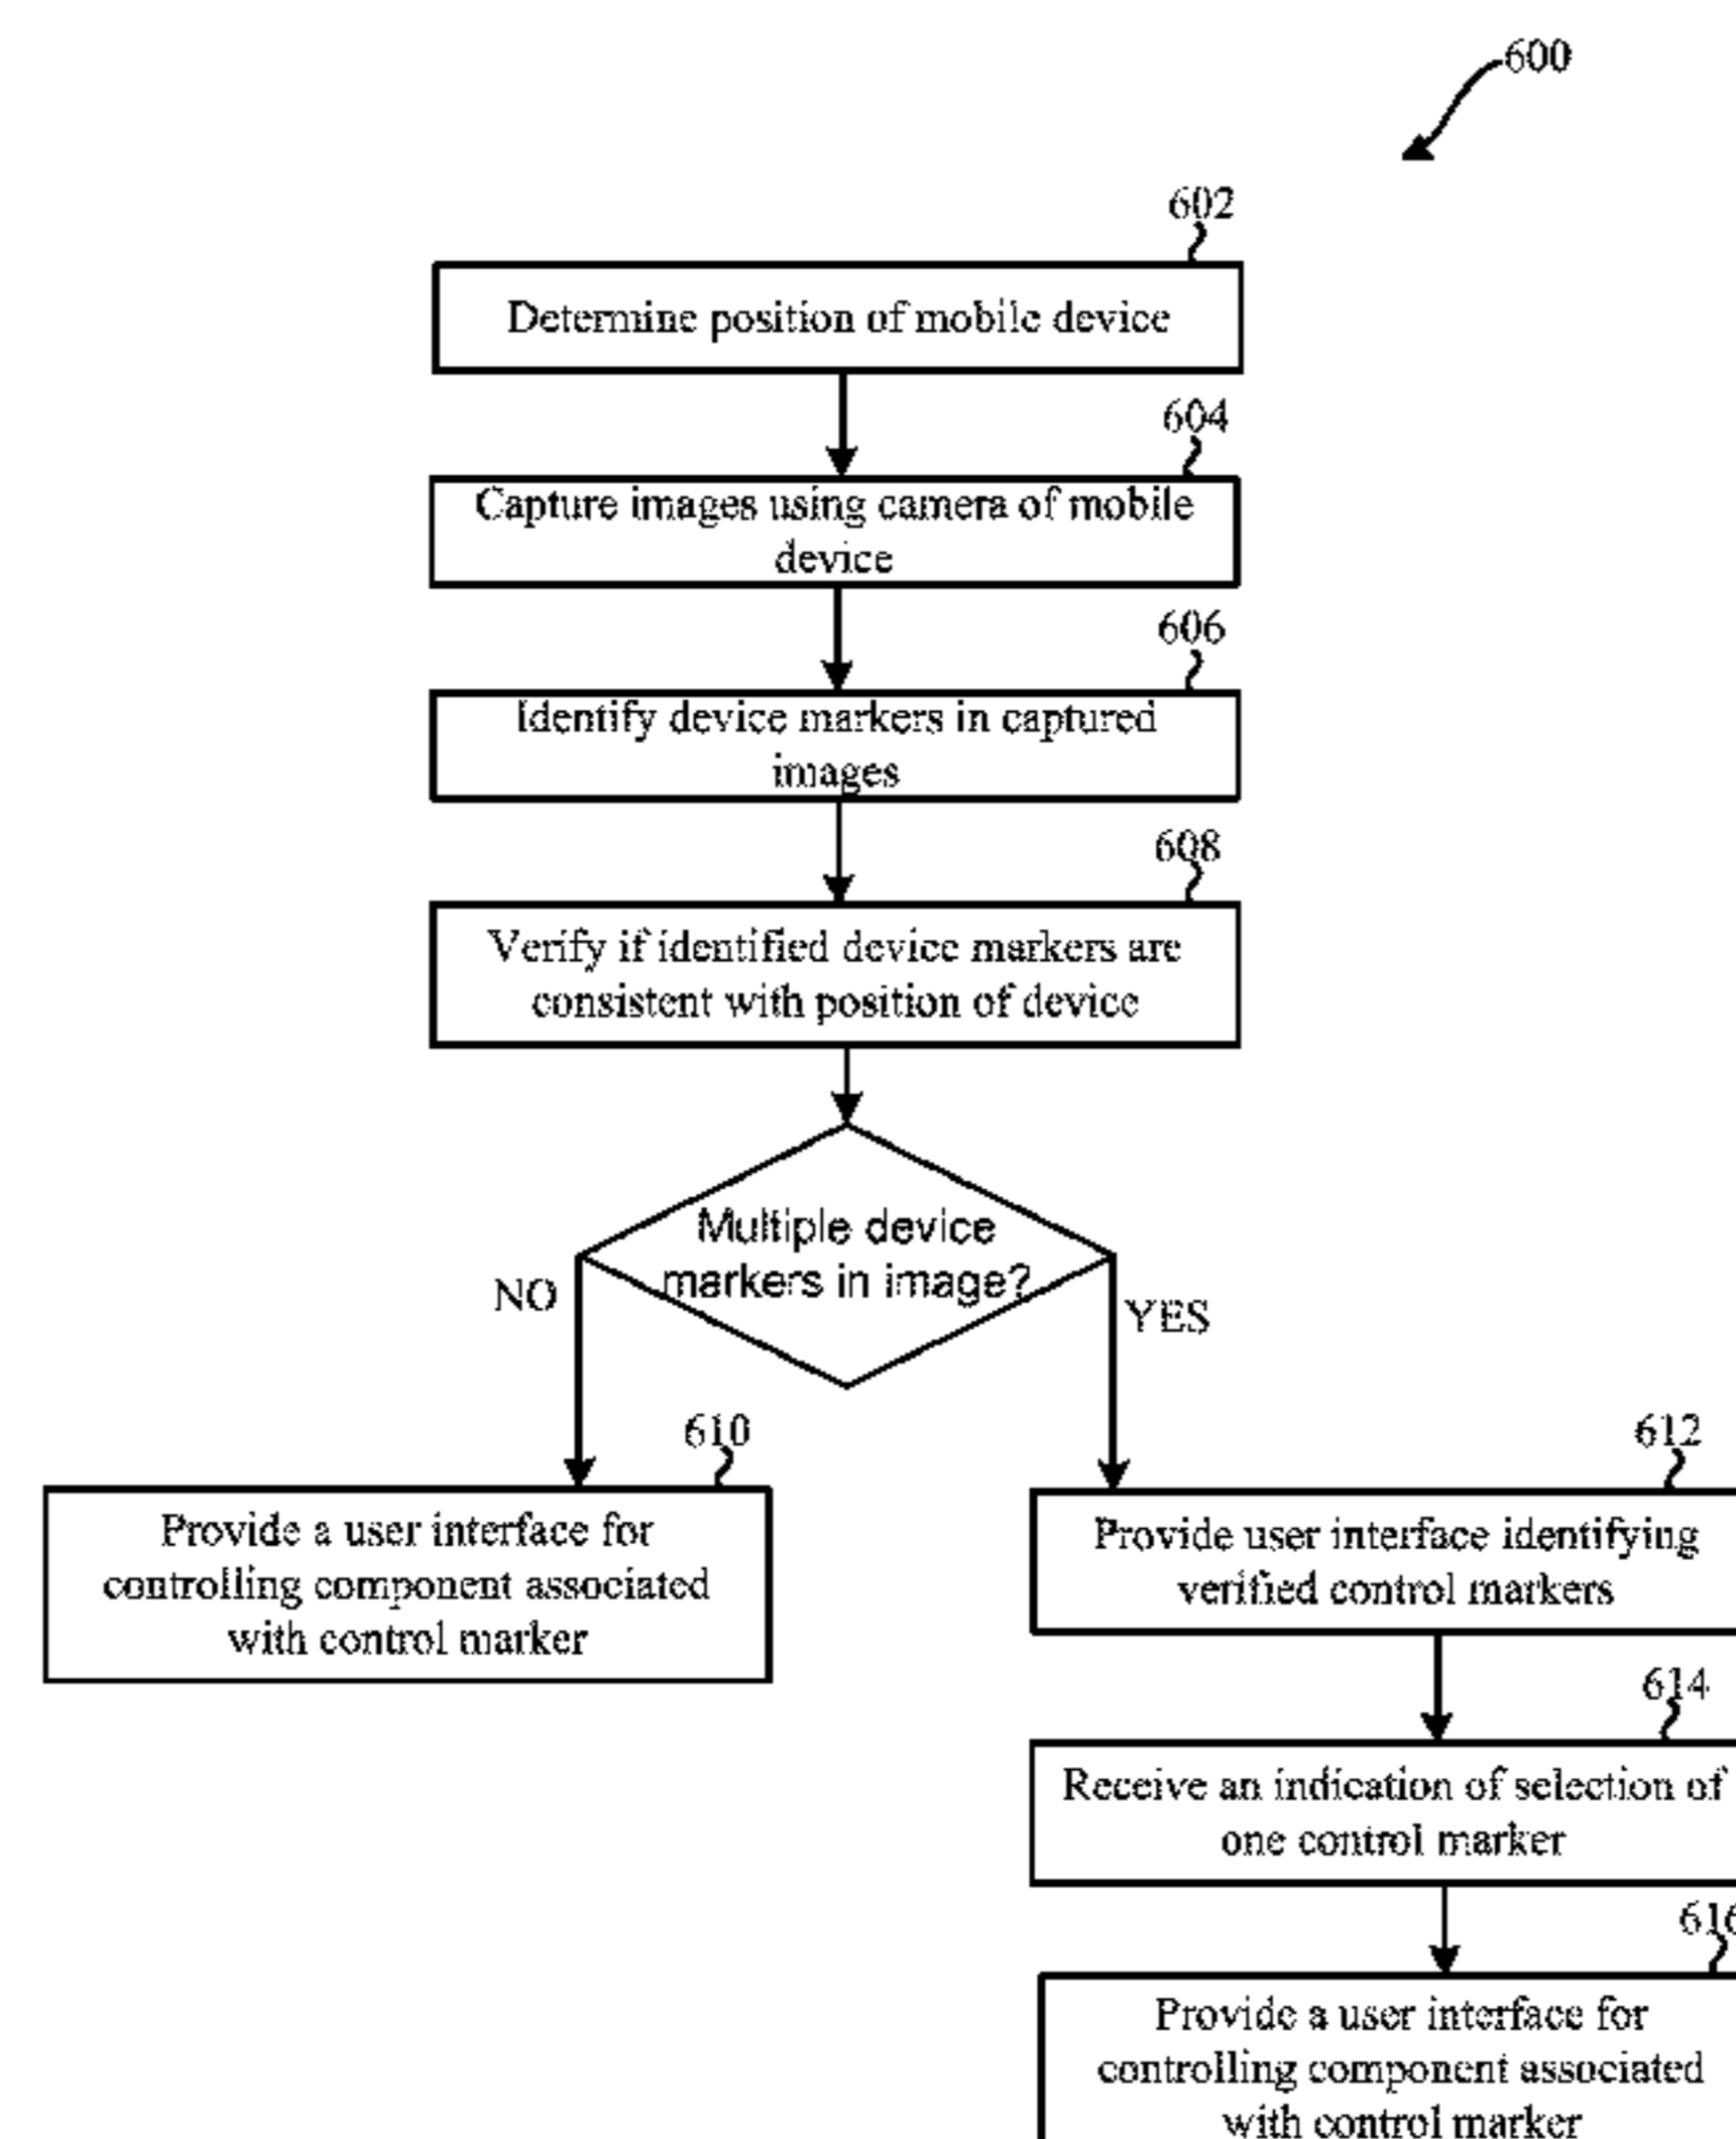 600
602
Determine position of mobile device
604
Capture images using camera of mobile
device
606
Identify device markers in captured
images
608
Verify if identified device markers are
consistent with position of device
Multiple device
markers in image?
NO
YES
610
Provide a user interface for
controlling component associated
with control marker
612
Provide user interface identifying
verified control markers
614
Receive an indication of selection of
one control marker
616
Provide a user interface for
controlling component associated
with control marker